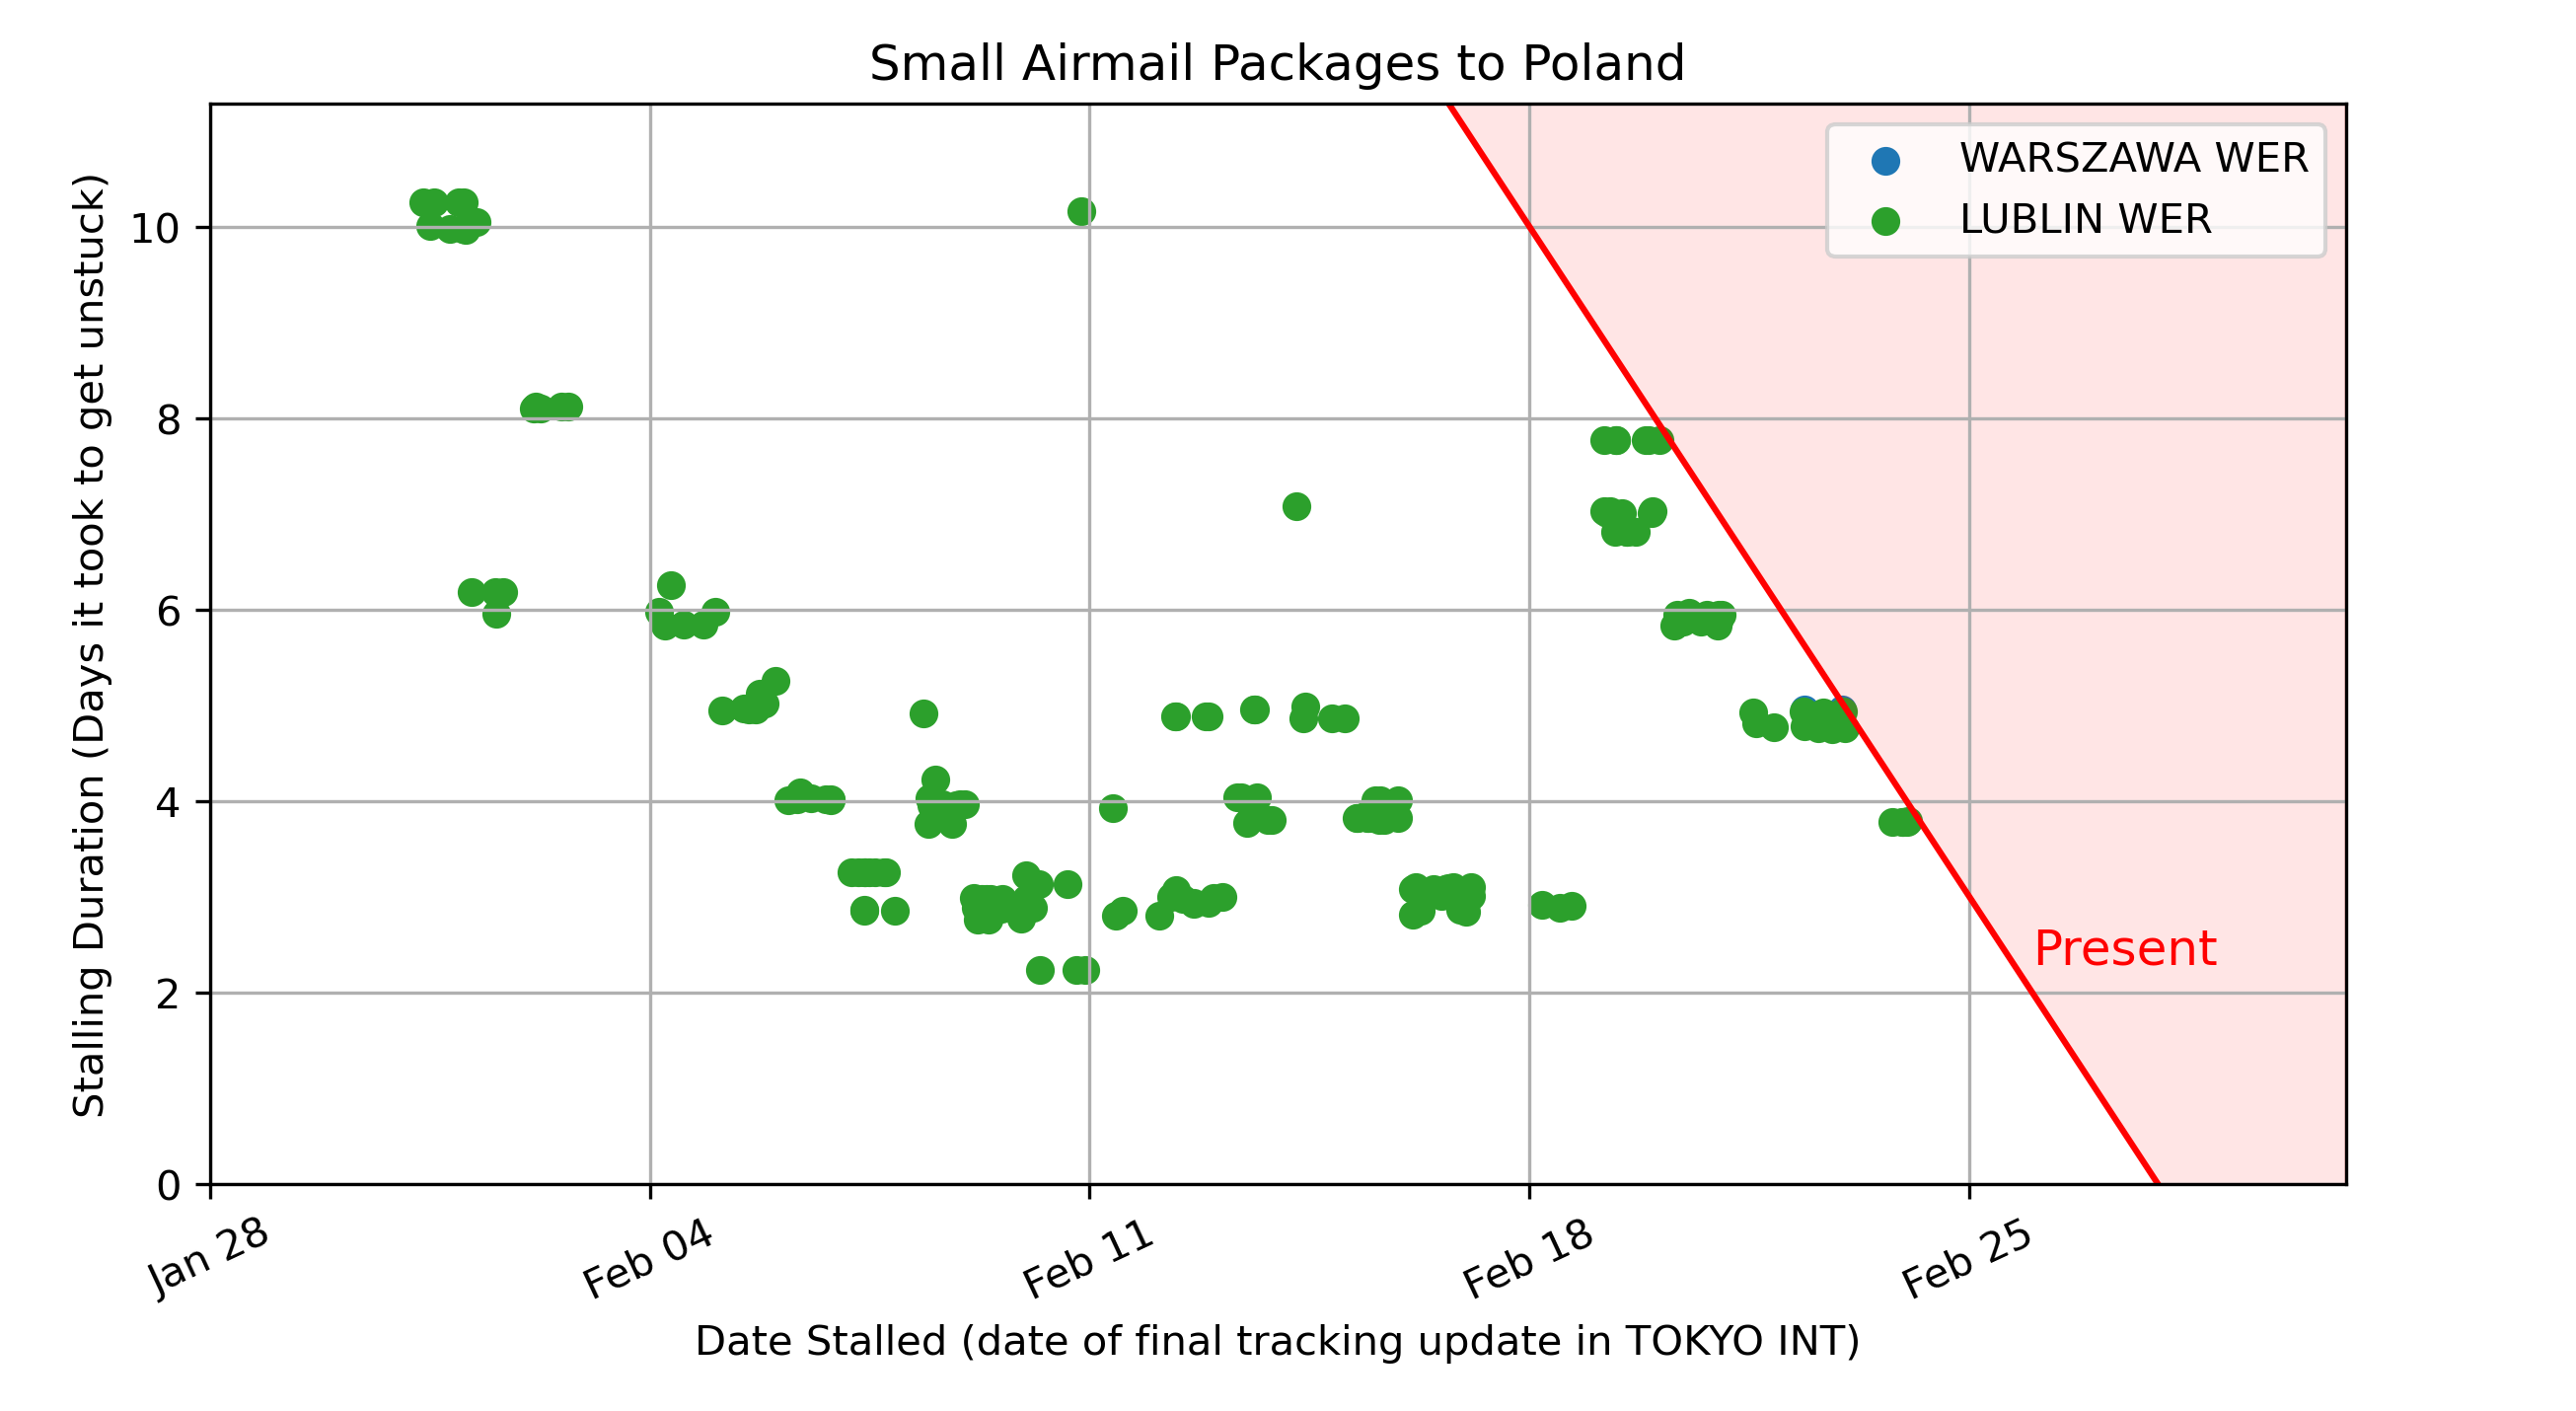 Small Airmail Packages to Poland
WARSZAWA WER
LUBLIN WER
Present
Stalling Duration (Days it took to get unstuck)
10
8
6
4
2
0
Jan 28
Feb 04
Feb 11
Feb 18
Feb 25
Date Stalled (date of final tracking update in TOKYO INT)